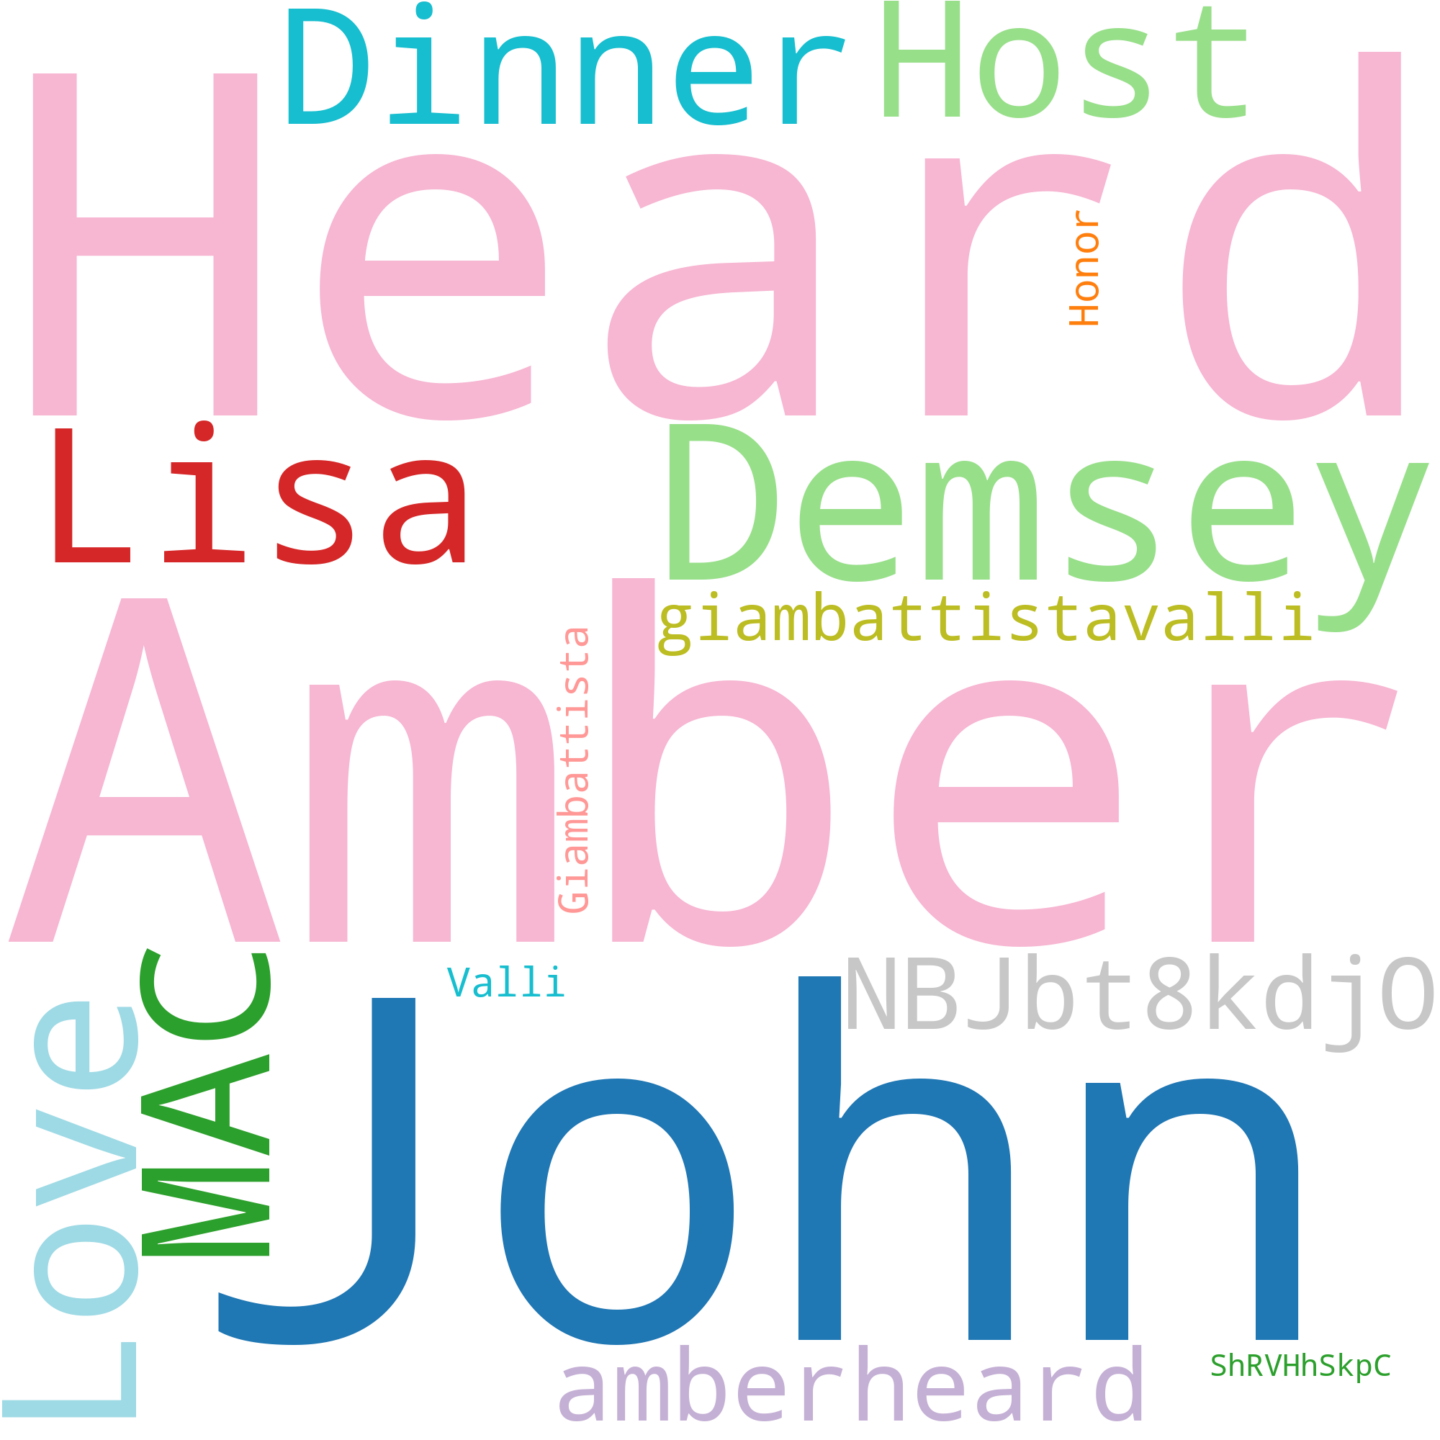 Dinner
Host
Heard
Honor
Lisa
Demsey
giambattistavalli
Amber
Giambattista
MAC
Valli
NBJbt8kdjO
Love
John
amberheard
ShRVHhSkpC